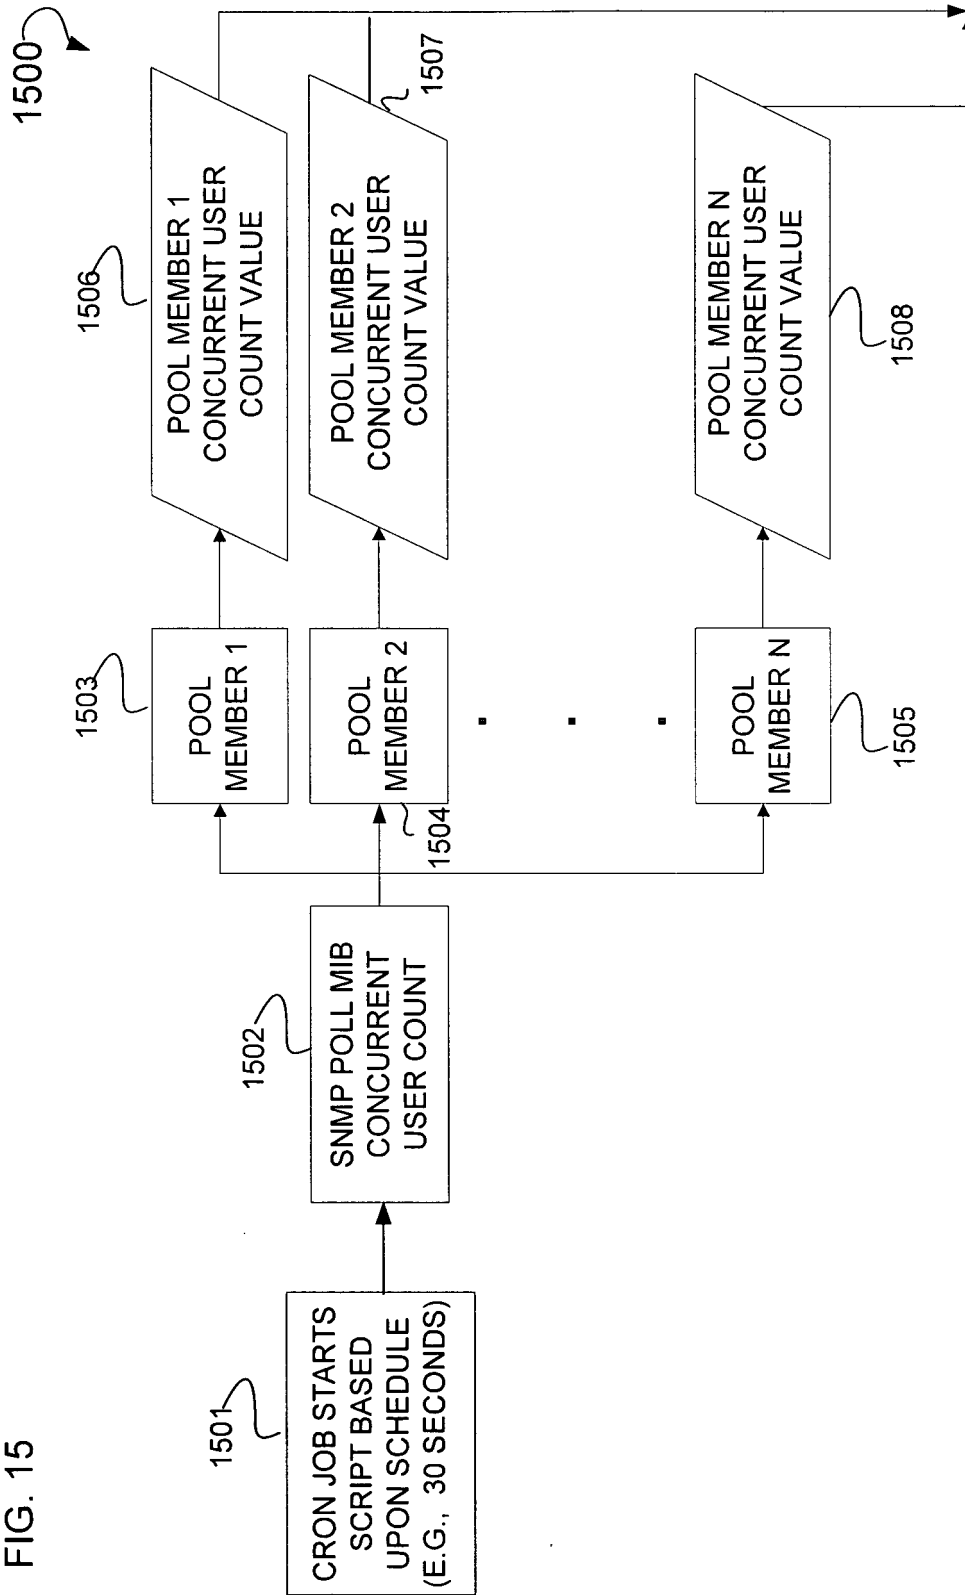 FIG. 15
1500
1501
CRON JOB STARTS
SCRIPT BASED
UPON SCHEDULE
(E.G., 30 SECONDS)
1502
SNMP POLL MIB
CONCURRENT
USER COUNT
1503
POOL
MEMBER 1
1506
POOL MEMBER 1
CONCURRENT USER
COUNT VALUE
POOL
MEMBER 2
1504
POOL MEMBER 2
CONCURRENT USER
COUNT VALUE
1507
POOL
MEMBER N
1505
POOL MEMBER N
CONCURRENT USER
COUNT VALUE
1508